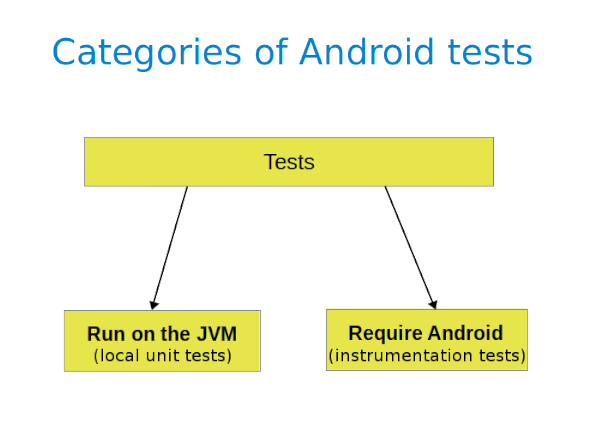 Categories of Android tests
Tests
Run on the JVM
(local unit tests)
Require Android
(instrumentation tests)